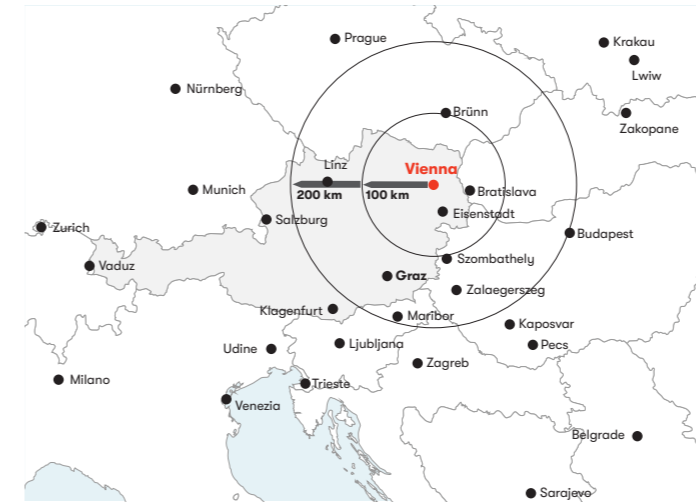 Prague
Krakau
Lwiw
Nürnberg
Brünn
Zakopane
Linz
Vienna
200 km
100 km
Munich
Bratislava
Eisenstadt
Salzburg
Zurich
Budapest
Szombathely
Vaduz
Graz
Zalaegerszeg
Klagenfurt
Maribor
Kaposvar
Ljubljana
Pecs
Udine
Zagreb
Milano
Trieste
Venezia
Belgrade
Sarajevo